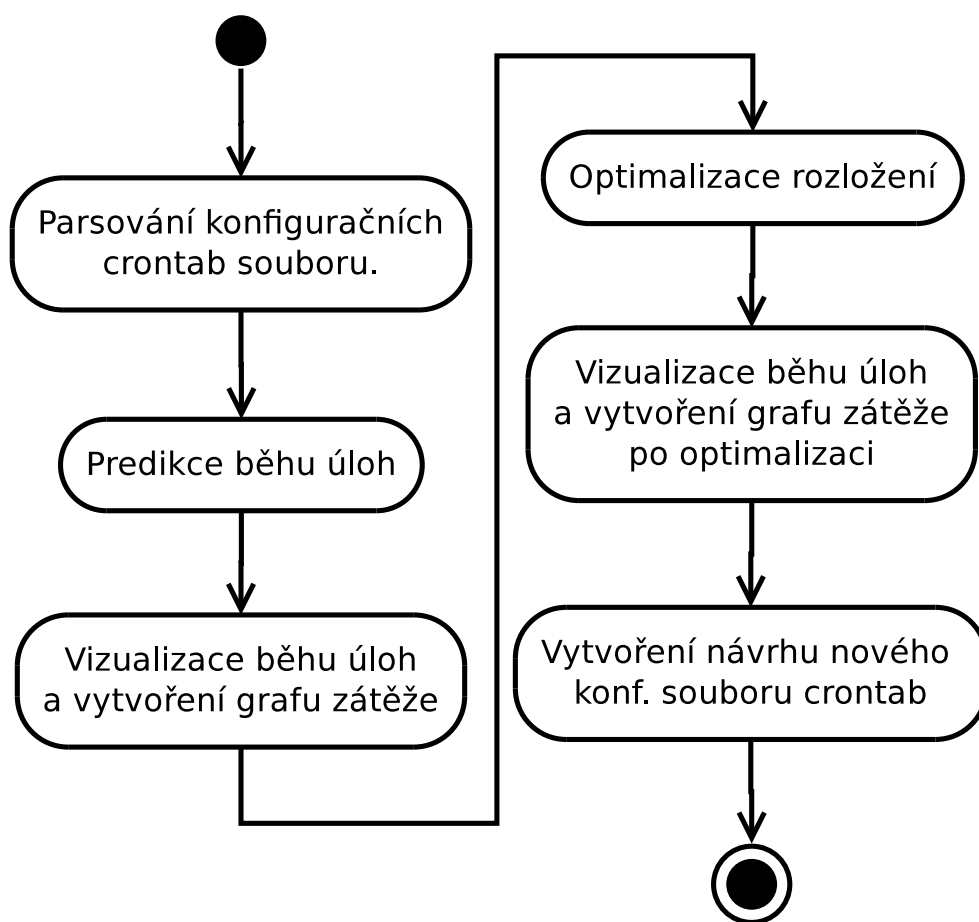 Parsování konfiguračních
crontab souboru.
Predikce běhu úloh
Vizualizace běhu úloh
a vytvoření grafu zátěže
Optimalizace rozložení
Vizualizace běhu úloh
a vytvoření grafu zátěže
po optimalizaci
Vytvoření návrhu nového
konf. souboru crontab